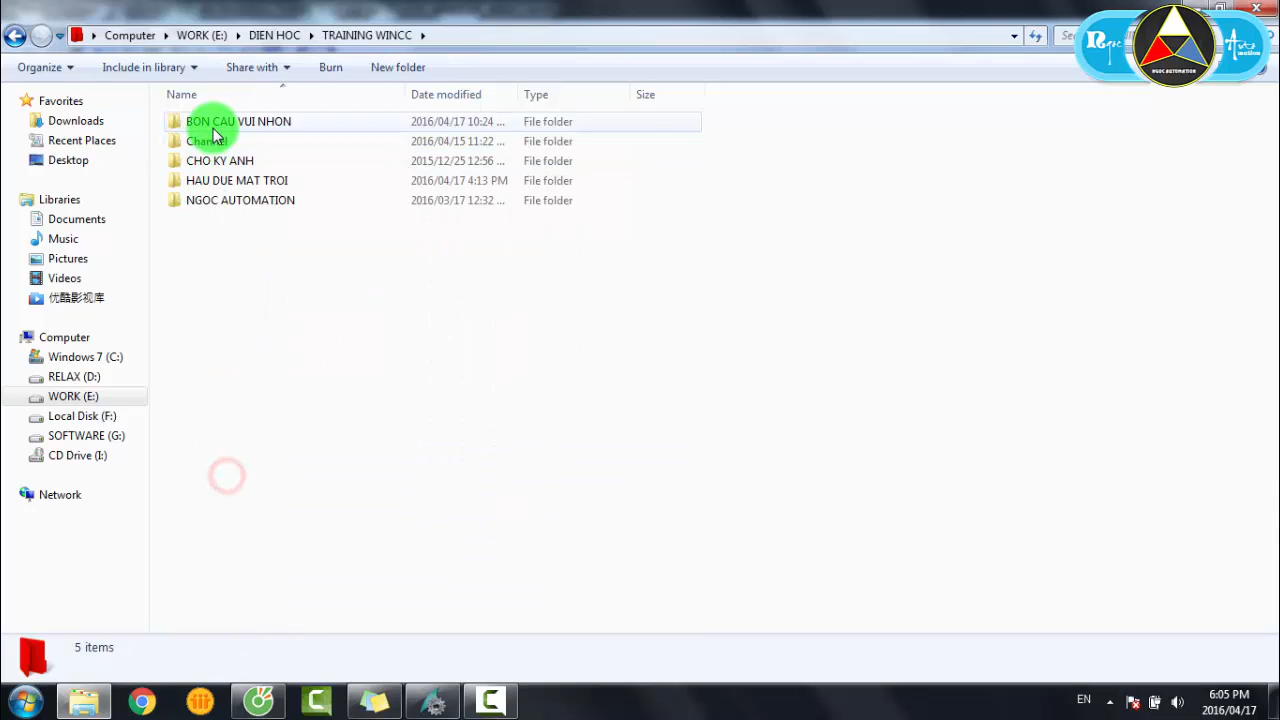 Computer ▸ WORK (E:) ▸ DIEN HOC ▸ TRAINING WINCC ▸
Ngọc
Automation
NGOC AUTOMATION
Organize ▾ Include in library ▾ Share with ▾ Burn New folder
Favorites
Downloads
Recent Places
Desktop
Libraries
Documents
Music
Pictures
Videos
优酷影视库
Computer
Windows 7 (C:)
RELAX (D:)
WORK (E:)
Local Disk (F:)
SOFTWARE (G:)
CD Drive (I:)
Network
Name Date modified Type Size
BON CAU VUI NHON 2016/04/17 10:24 ... File folder
Channel 2016/04/15 11:22 ... File folder
CHO KY ANH 2015/12/25 12:56 ... File folder
HAU DUE MAT TROI 2016/04/17 4:13 PM File folder
NGOC AUTOMATION 2016/03/17 12:32 ... File folder
5 items
EN
6:05 PM
2016/04/17